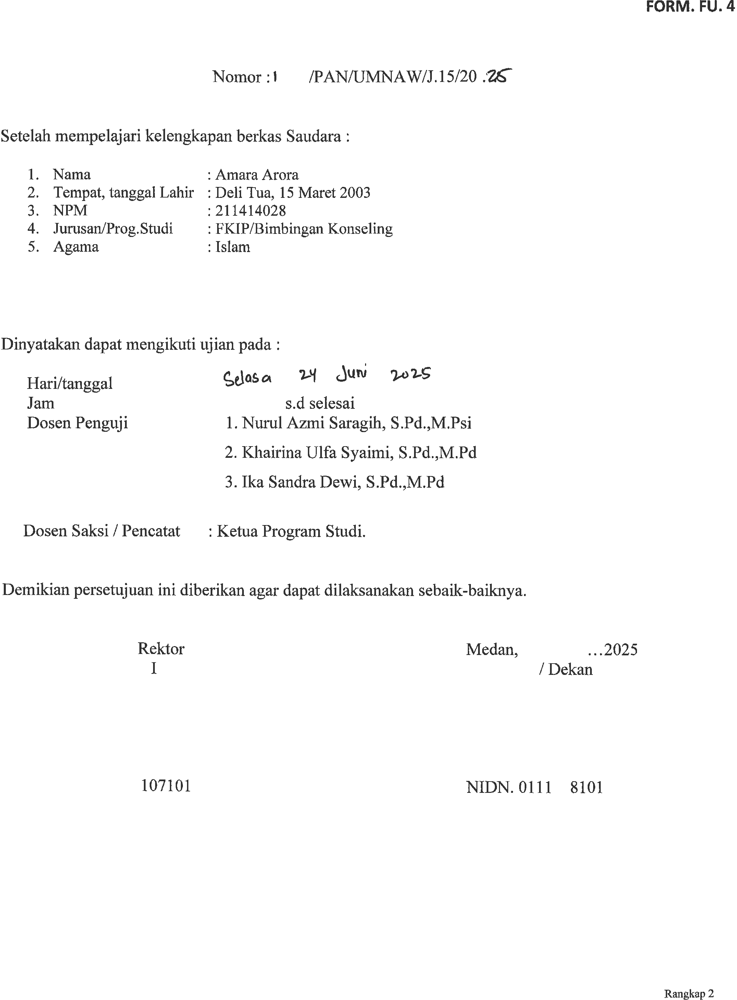 FORM. FU. 4
Nomor : 1 /PAN/UMNAW/J.15/20 .25
Setelah mempelajari kelengkapan berkas Saudara :
1. Nama : Amara Arora
2. Tempat, tanggal Lahir : Deli Tua, 15 Maret 2003
3. NPM : 211414028
4. Jurusan/Prog.Studi : FKIP/Bimbingan Konseling
5. Agama : Islam
Dinyatakan dapat mengikuti ujian pada :
Hari/tanggal Selasa 24 Juni 2025
Jam s.d selesai
Dosen Penguji 1. Nurul Azmi Saragih, S.Pd.,M.Psi
2. Khairina Ulfa Syaimi, S.Pd.,M.Pd
3. Ika Sandra Dewi, S.Pd.,M.Pd
Dosen Saksi / Pencatat : Ketua Program Studi.
Demikian persetujuan ini diberikan agar dapat dilaksanakan sebaik-baiknya.
Rektor Medan, ...2025
I / Dekan
107101 NIDN. 0111 8101
Rangkap 2